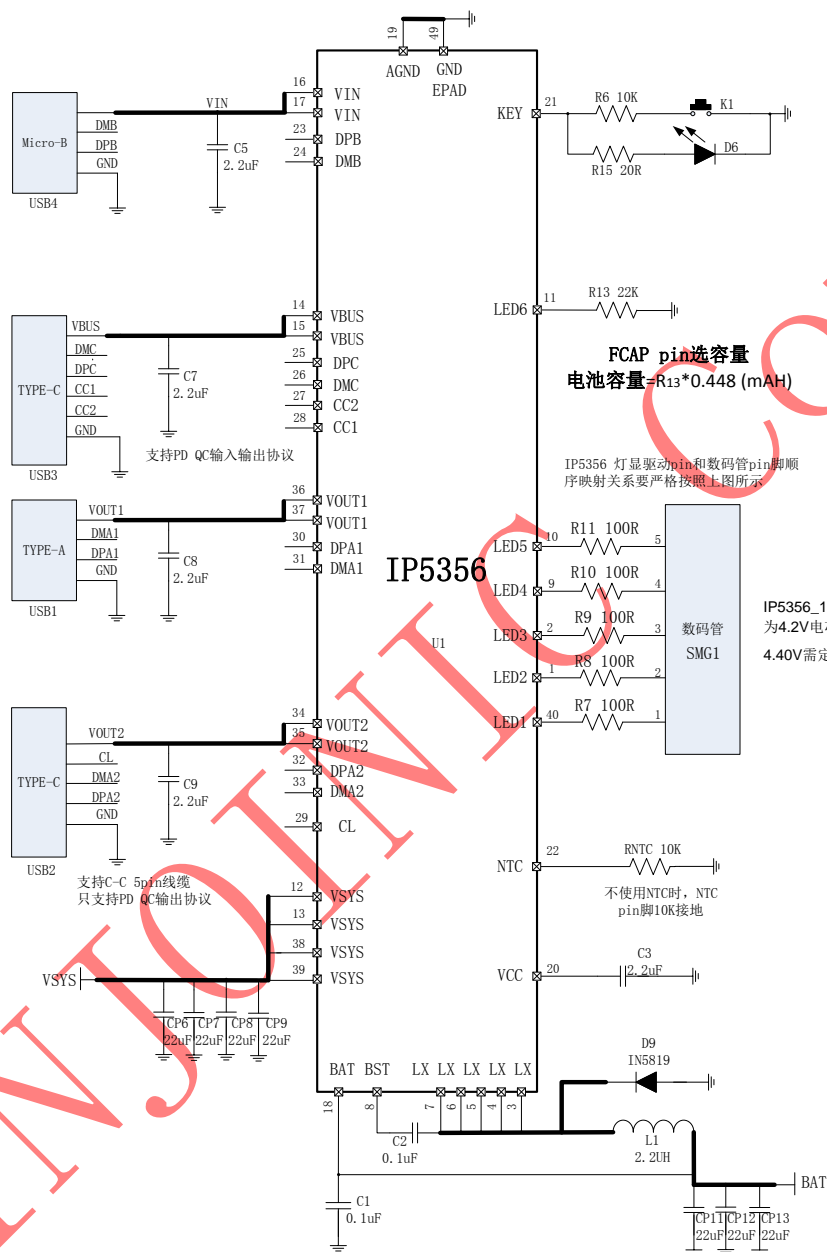 19
49
AGND
GND
EPAD
16
VIN
17
VIN
23
DPB
24
DMB
VIN
Micro-B
DMB
DPB
GND
USB4
C5
2.2uF
KEY
21
R6 10K
K1
D6
R15 20R
14
VBUS
15
VBUS
25
DPC
26
DMC
27
CC2
28
CC1
TYPE-C
VBUS
DMC
DPC
CC1
CC2
GND
USB3
C7
2.2uF
支持PD QC输入输出协议
LED6
11
R13 22K
FCAP pin选容量
电池容量=R13*0.448 (mAH)
IP5356 灯显驱动pin和数码管pin脚顺
序映射关系要严格按照上图所示
36
VOUT1
37
VOUT1
30
DPA1
31
DMA1
TYPE-A
VOUT1
DMA1
DPA1
GND
USB1
C8
2.2uF
IP5356
U1
LED5
10
R11 100R
5
LED4
9
R10 100R
4
LED3
2
R9 100R
3
LED2
1
R8 100R
2
LED1
40
R7 100R
1
数码管
SMG1
IP5356_1
为4.2V电
4.40V需定
34
VOUT2
35
VOUT2
32
DPA2
33
DMA2
29
CL
TYPE-C
VOUT2
CL
DMA2
DPA2
GND
USB2
C9
2.2uF
支持C-C 5pin线缆
只支持PD QC输出协议
NTC
22
RNTC 10K
不使用NTC时，NTC
pin脚10K接地
12
VSYS
13
VSYS
38
VSYS
39
VSYS
VSYS
CP6
22uF
CP7
22uF
CP8
22uF
CP9
22uF
VCC
20
C3
2.2uF
BAT
BST
LX
LX
LX
LX
LX
18
8
7
6
5
4
3
D9
IN5819
C2
0.1uF
L1
2.2UH
BAT
C1
0.1uF
CP11
22uF
CP12
22uF
CP13
22uF
INJOINIC Co